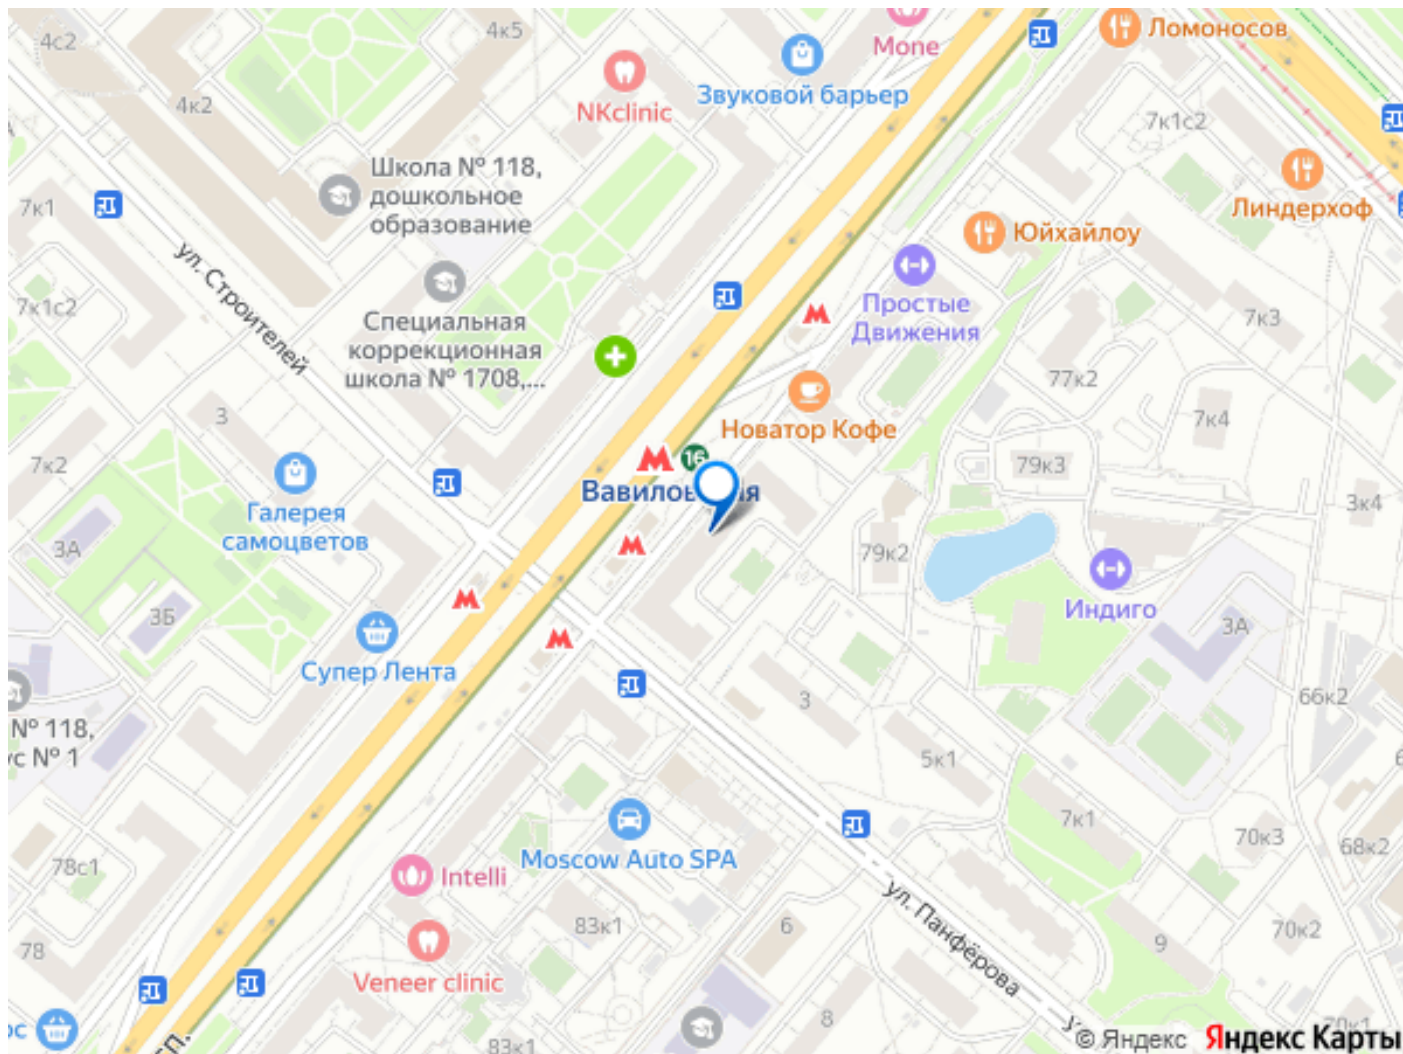 4с2
4к5
Mone
Ломоносов
Звуковой барьер
4к2
NKclinic
7к1с2
Школа № 118,
дошкольное
образование
7к1
Линдерхоф
Юйхайлоу
ул. Строителей
Простые
Движения
7к1с2
Специальная
коррекционная
школа № 1708,...
7к3
77к2
3
7к4
Новатор Кофе
7к2
16
79к3
Галерея
самоцветов
3к4
3А
79к2
Индиго
3Б
3А
Супер Лента
66к2
3
№ 118,
5к1
7к1
70к3
68к2
Moscow Auto SPA
78с1
Intelli
ул. Панфёрова
83к1
6
9
70к2
78
Veneer clinic
8
83к1
70к1
© Яндекс Яндекс Карты